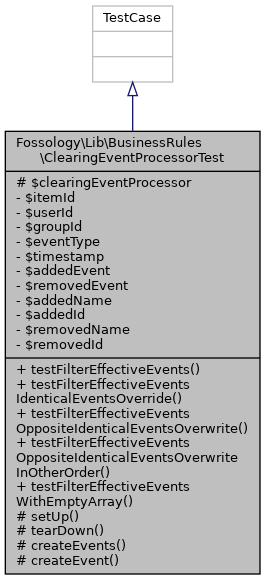 TestCase
Fossology\Lib\BusinessRules
\ClearingEventProcessorTest
# $clearingEventProcessor
- $itemId
- $userId
- $groupId
- $eventType
- $timestamp
- $addedEvent
- $removedEvent
- $addedName
- $addedId
- $removedName
- $removedId
+ testFilterEffectiveEvents()
+ testFilterEffectiveEvents
IdenticalEventsOverride()
+ testFilterEffectiveEvents
OppositeIdenticalEventsOverwrite()
+ testFilterEffectiveEvents
OppositeIdenticalEventsOverwrite
InOtherOrder()
+ testFilterEffectiveEvents
WithEmptyArray()
# setUp()
# tearDown()
# createEvents()
# createEvent()